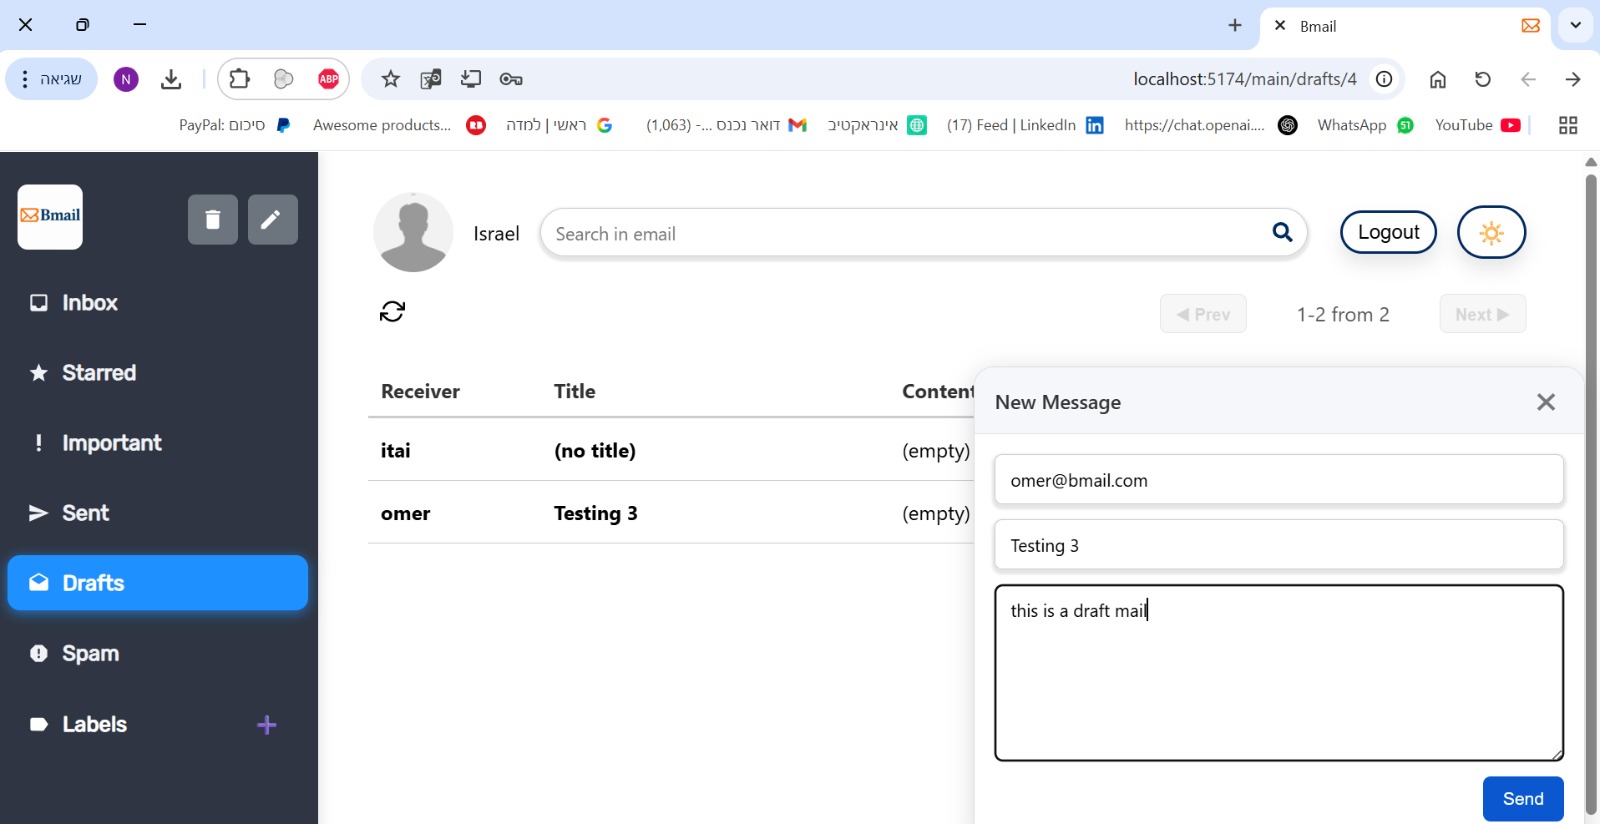 Bmail
שגיאה
N
ABP
localhost:5174/main/drafts/4
PayPal: סיכום
Awesome products...
ראשי | למדה
(1,063) -... דואר נכנס
אינראקטיב
(17) Feed | LinkedIn
https://chat.openai....
WhatsApp
51
YouTube
Bmail
Israel
Search in email
Logout
Inbox
Starred
Important
Sent
Drafts
Spam
Labels
◀ Prev
1-2 from 2
Next ▶
Receiver Title Content
itai (no title) (empty)
omer Testing 3 (empty)
New Message
omer@bmail.com
Testing 3
this is a draft mail
Send